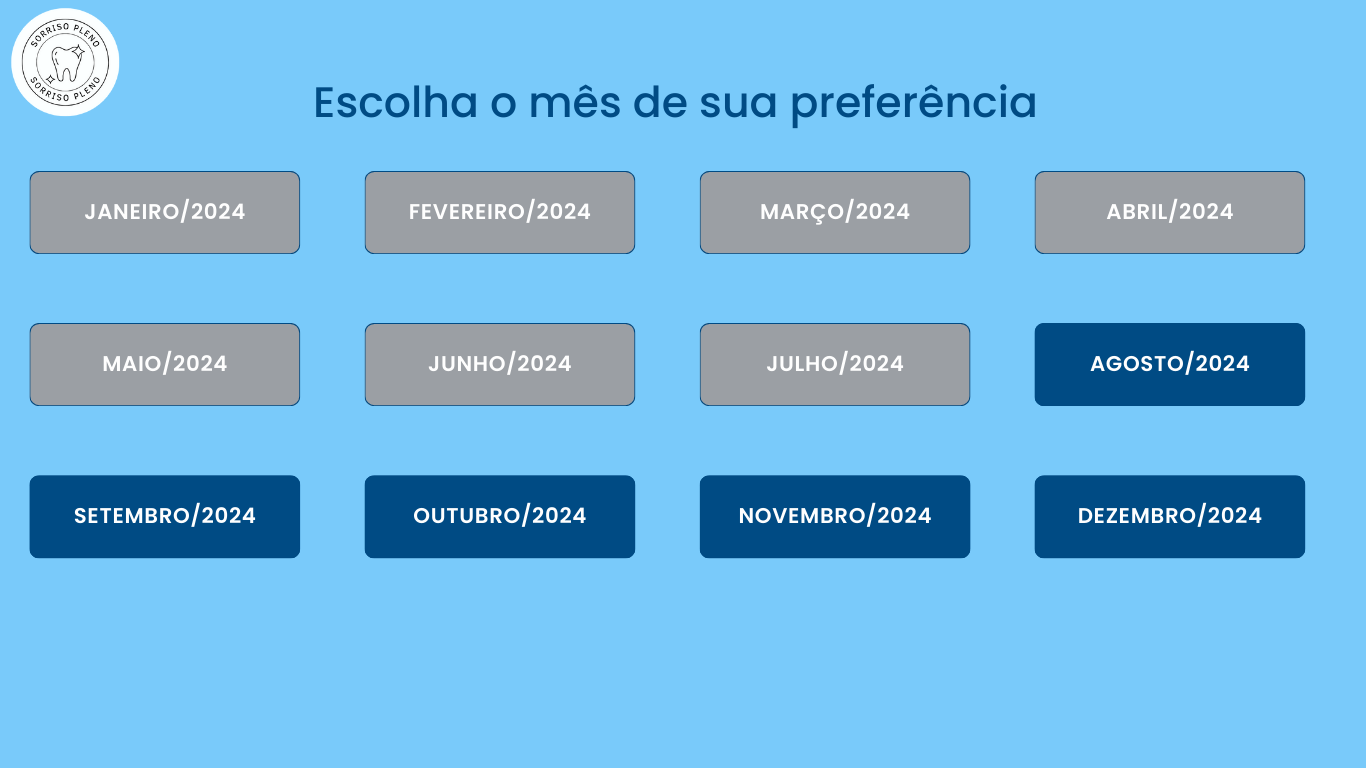 SORRISO PLENO
SORRISO PLENO
Escolha o mês de sua preferência
JANEIRO/2024
FEVEREIRO/2024
MARÇO/2024
ABRIL/2024
MAIO/2024
JUNHO/2024
JULHO/2024
AGOSTO/2024
SETEMBRO/2024
OUTUBRO/2024
NOVEMBRO/2024
DEZEMBRO/2024